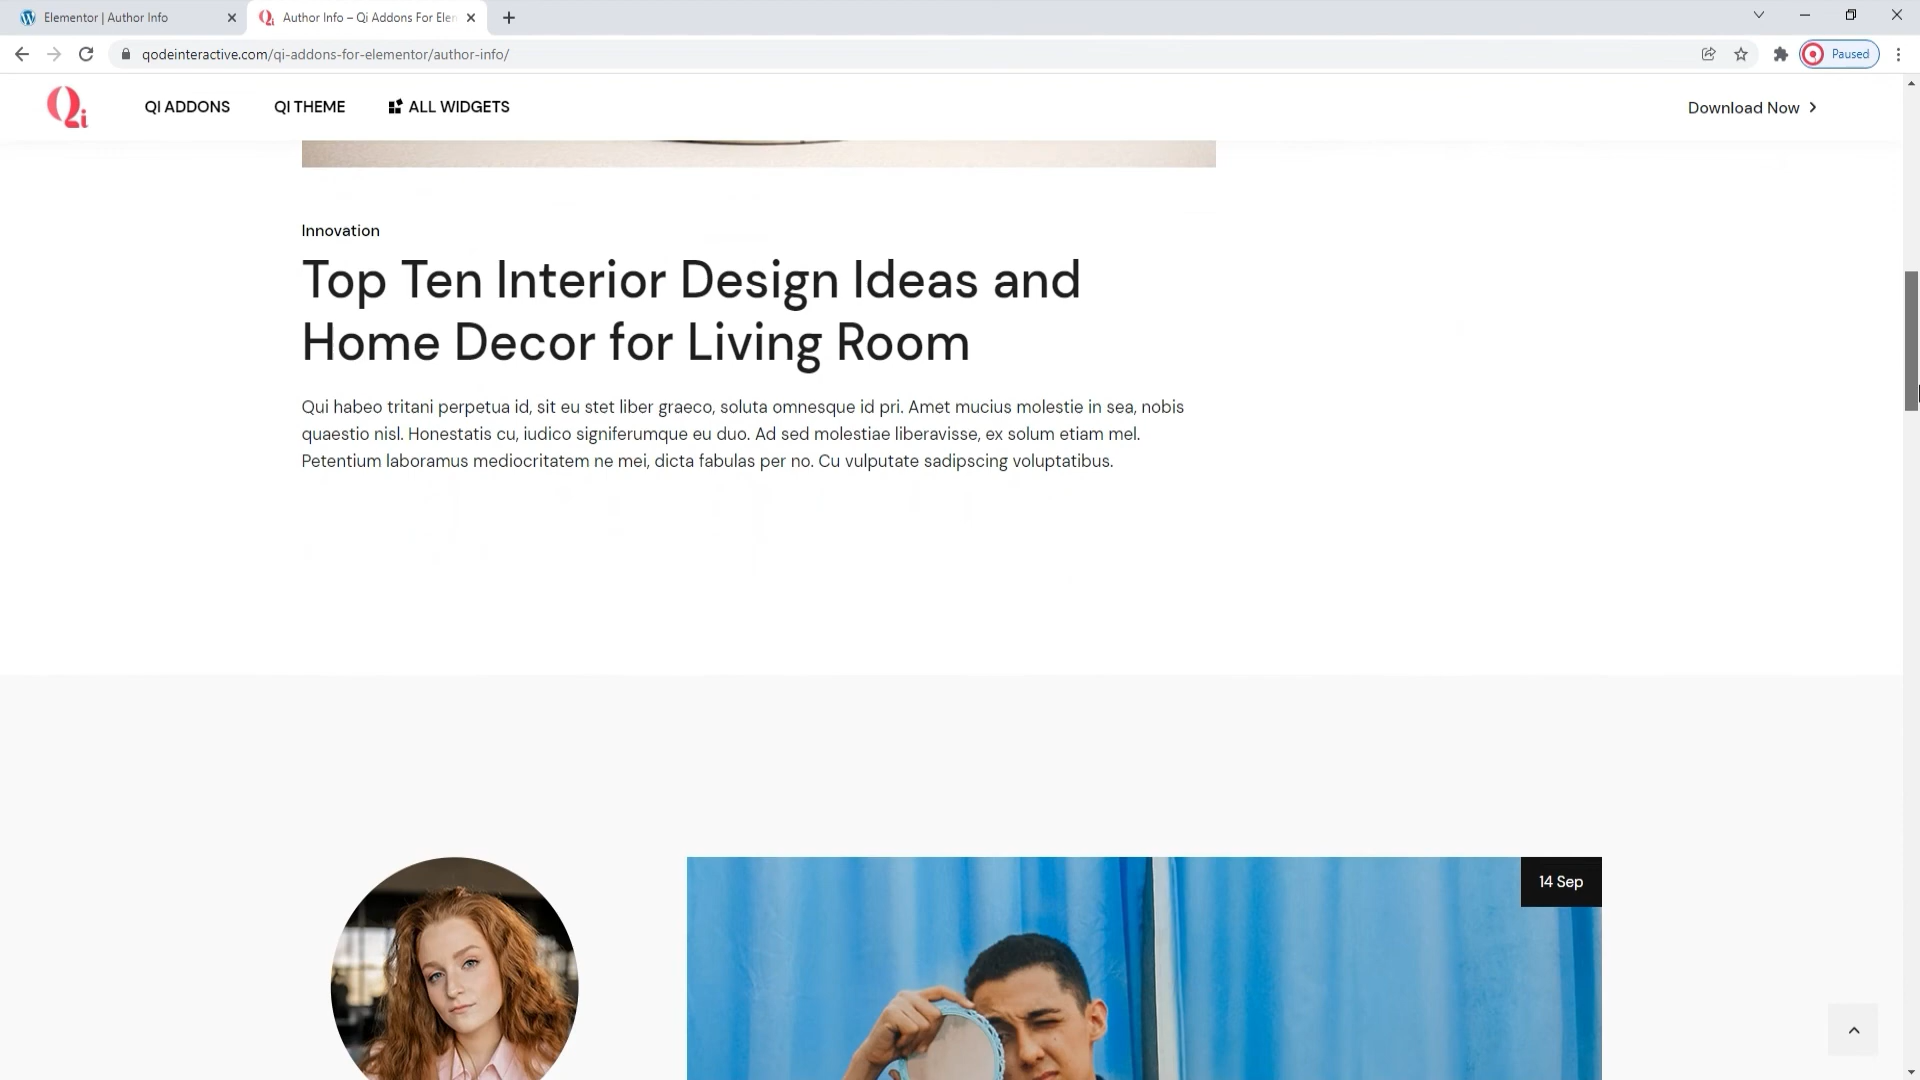 Elementor | Author Info
Author Info – Qi Addons For Elen
qodeinteractive.com/qi-addons-for-elementor/author-info/
Paused
Qi
QI ADDONS
QI THEME
ALL WIDGETS
Download Now
Innovation
Top Ten Interior Design Ideas and
Home Decor for Living Room
Qui habeo tritani perpetua id, sit eu stet liber graeco, soluta omnesque id pri. Amet mucius molestie in sea, nobis
quaestio nisl. Honestatis cu, iudico signiferumque eu duo. Ad sed molestiae liberavisse, ex solum etiam mel.
Petentium laboramus mediocritatem ne mei, dicta fabulas per no. Cu vulputate sadipscing voluptatibus.
14 Sep